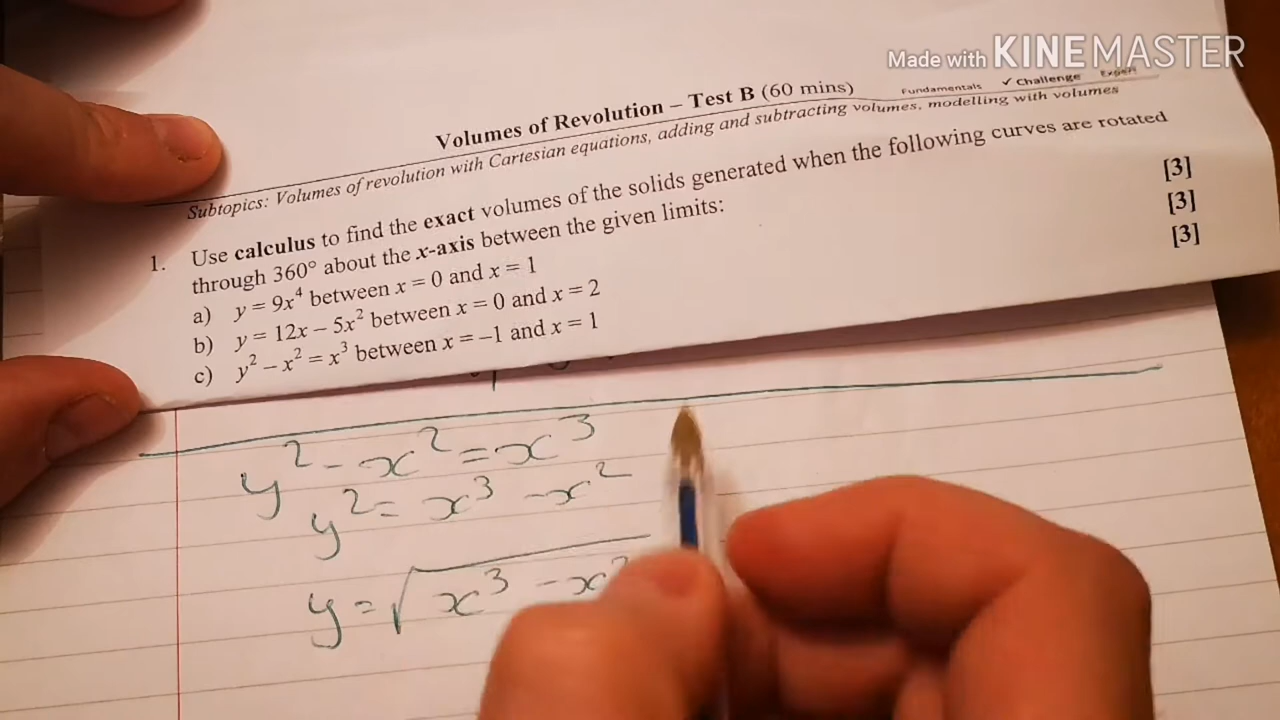 Made with KINEMASTER
Volumes of Revolution – Test B (60 mins)
Fundamentals ✓ Challenge Expert
Subtopics: Volumes of revolution with Cartesian equations, adding and subtracting volumes, modelling with volumes
1. Use calculus to find the exact volumes of the solids generated when the following curves are rotated
through 360° about the x-axis between the given limits:
a) y = 9x⁴ between x = 0 and x = 1 [3]
b) y = 12x – 5x² between x = 0 and x = 2 [3]
c) y² – x² = x³ between x = –1 and x = 1 [3]
y² - x² = x³
y² = x³ - x²
y = √x³ - x²